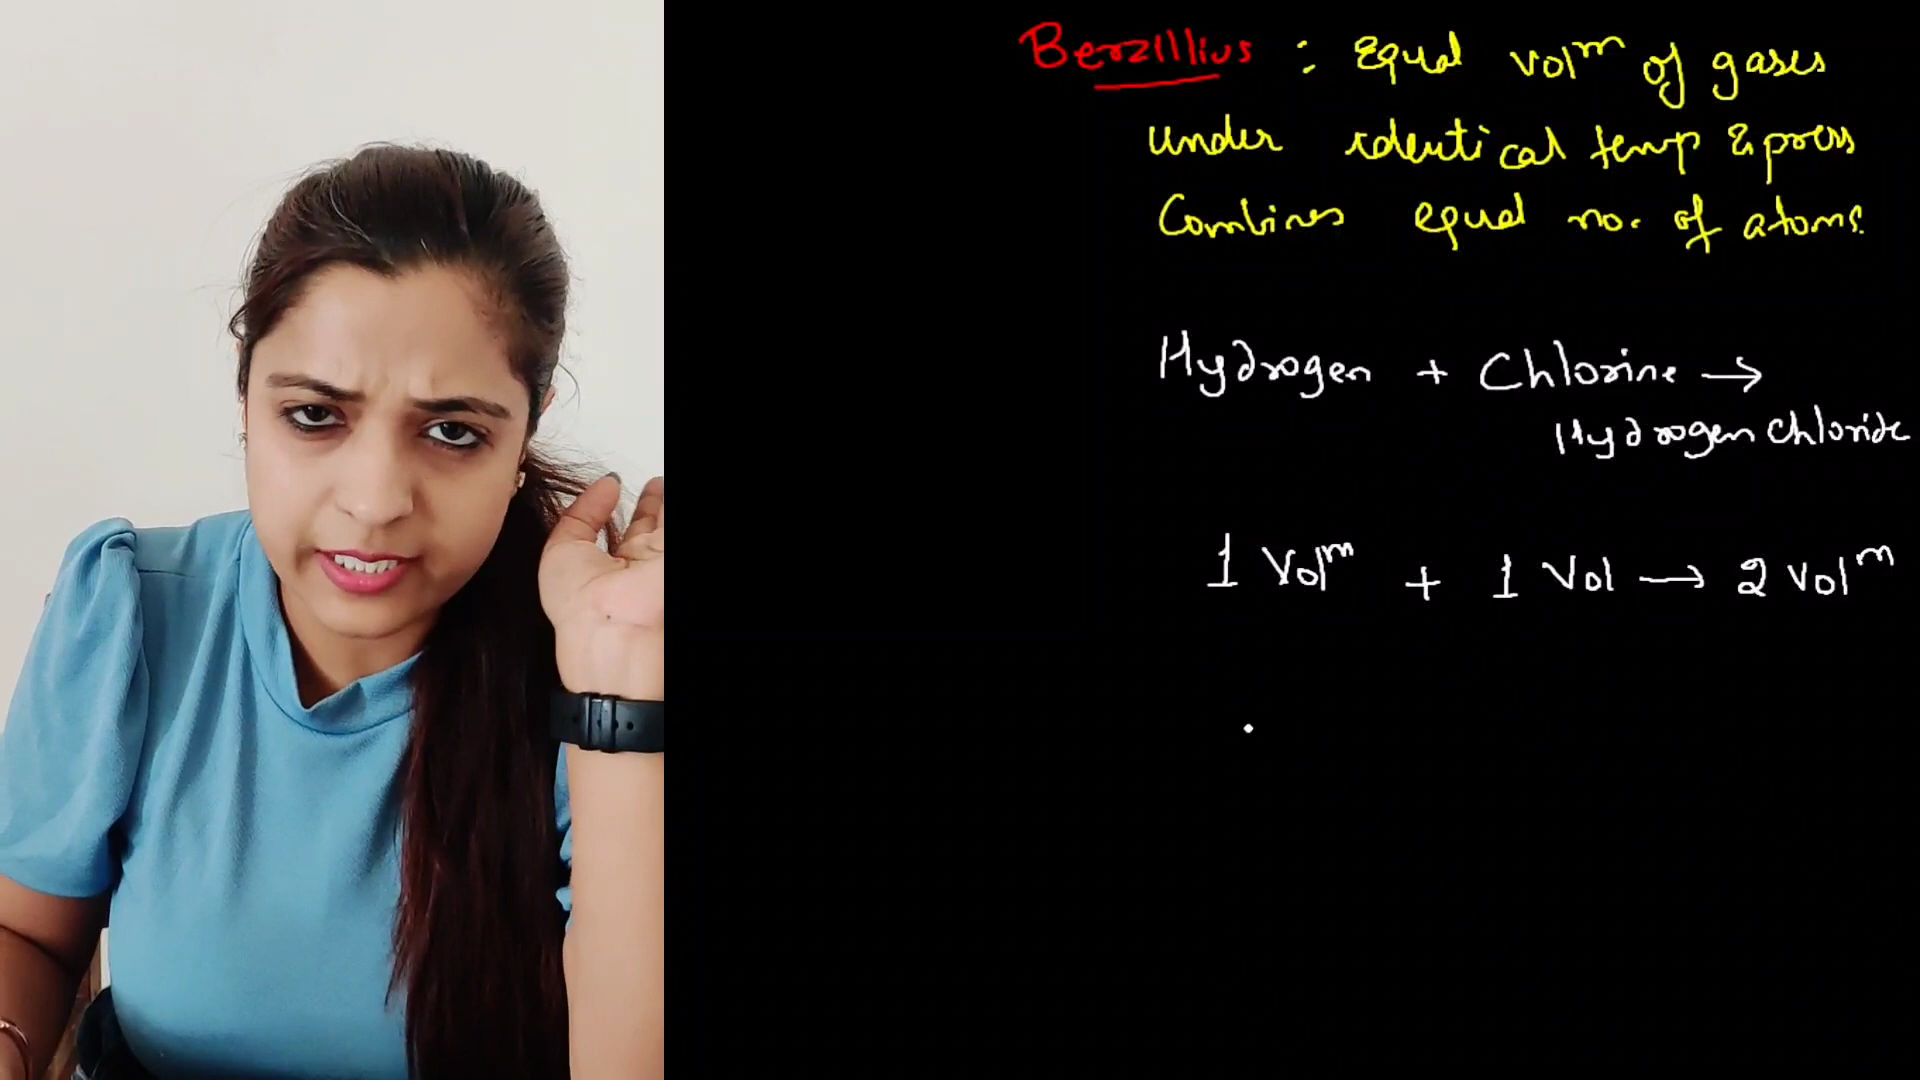 Berzillius : Equal volm of gases
under identical temp & press
Combines equal no. of atoms.
Hydrogen + Chlorine →
Hydrogen chloride
1 Volm + 1 Vol → 2 volm